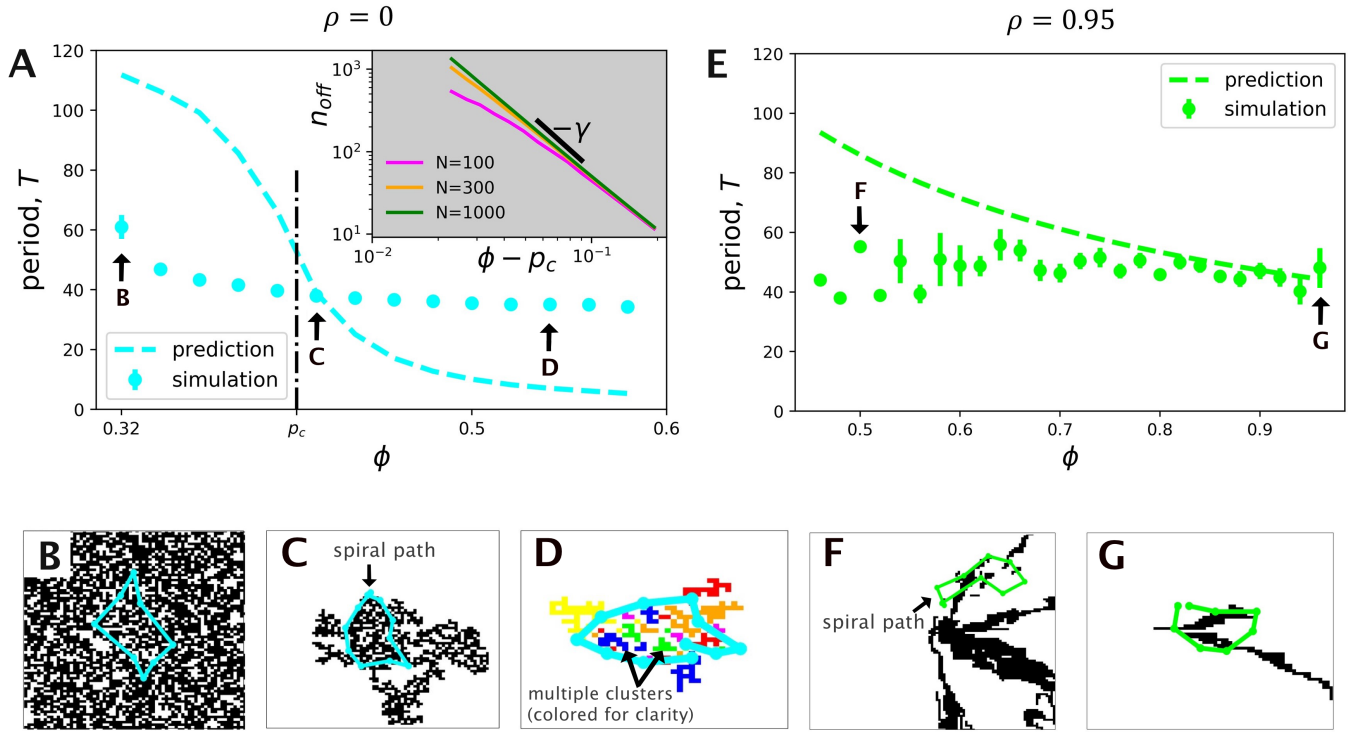 ρ = 0
ρ = 0.95
A
120
100
80
60
40
20
0
period, T
0.32
p_c
0.5
0.6
ϕ
B
C
D
prediction
simulation
n_off
10³
10²
10¹
−γ
N=100
N=300
N=1000
10⁻²
10⁻¹
ϕ − p_c
E
120
100
80
60
40
20
0
period, T
0.5
0.6
0.7
0.8
0.9
ϕ
prediction
simulation
F
G
B
C
spiral path
D
multiple clusters
(colored for clarity)
F
spiral path
G